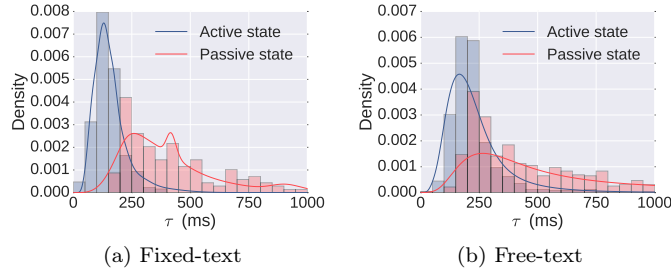 0.008
0.007
0.006
0.005
0.004
0.003
0.002
0.001
0.000
Density
Active state
Passive state
0 250 500 750 1000
τ (ms)
(a) Fixed-text
0.007
0.006
0.005
0.004
0.003
0.002
0.001
0.000
Density
Active state
Passive state
0 250 500 750 1000
τ (ms)
(b) Free-text